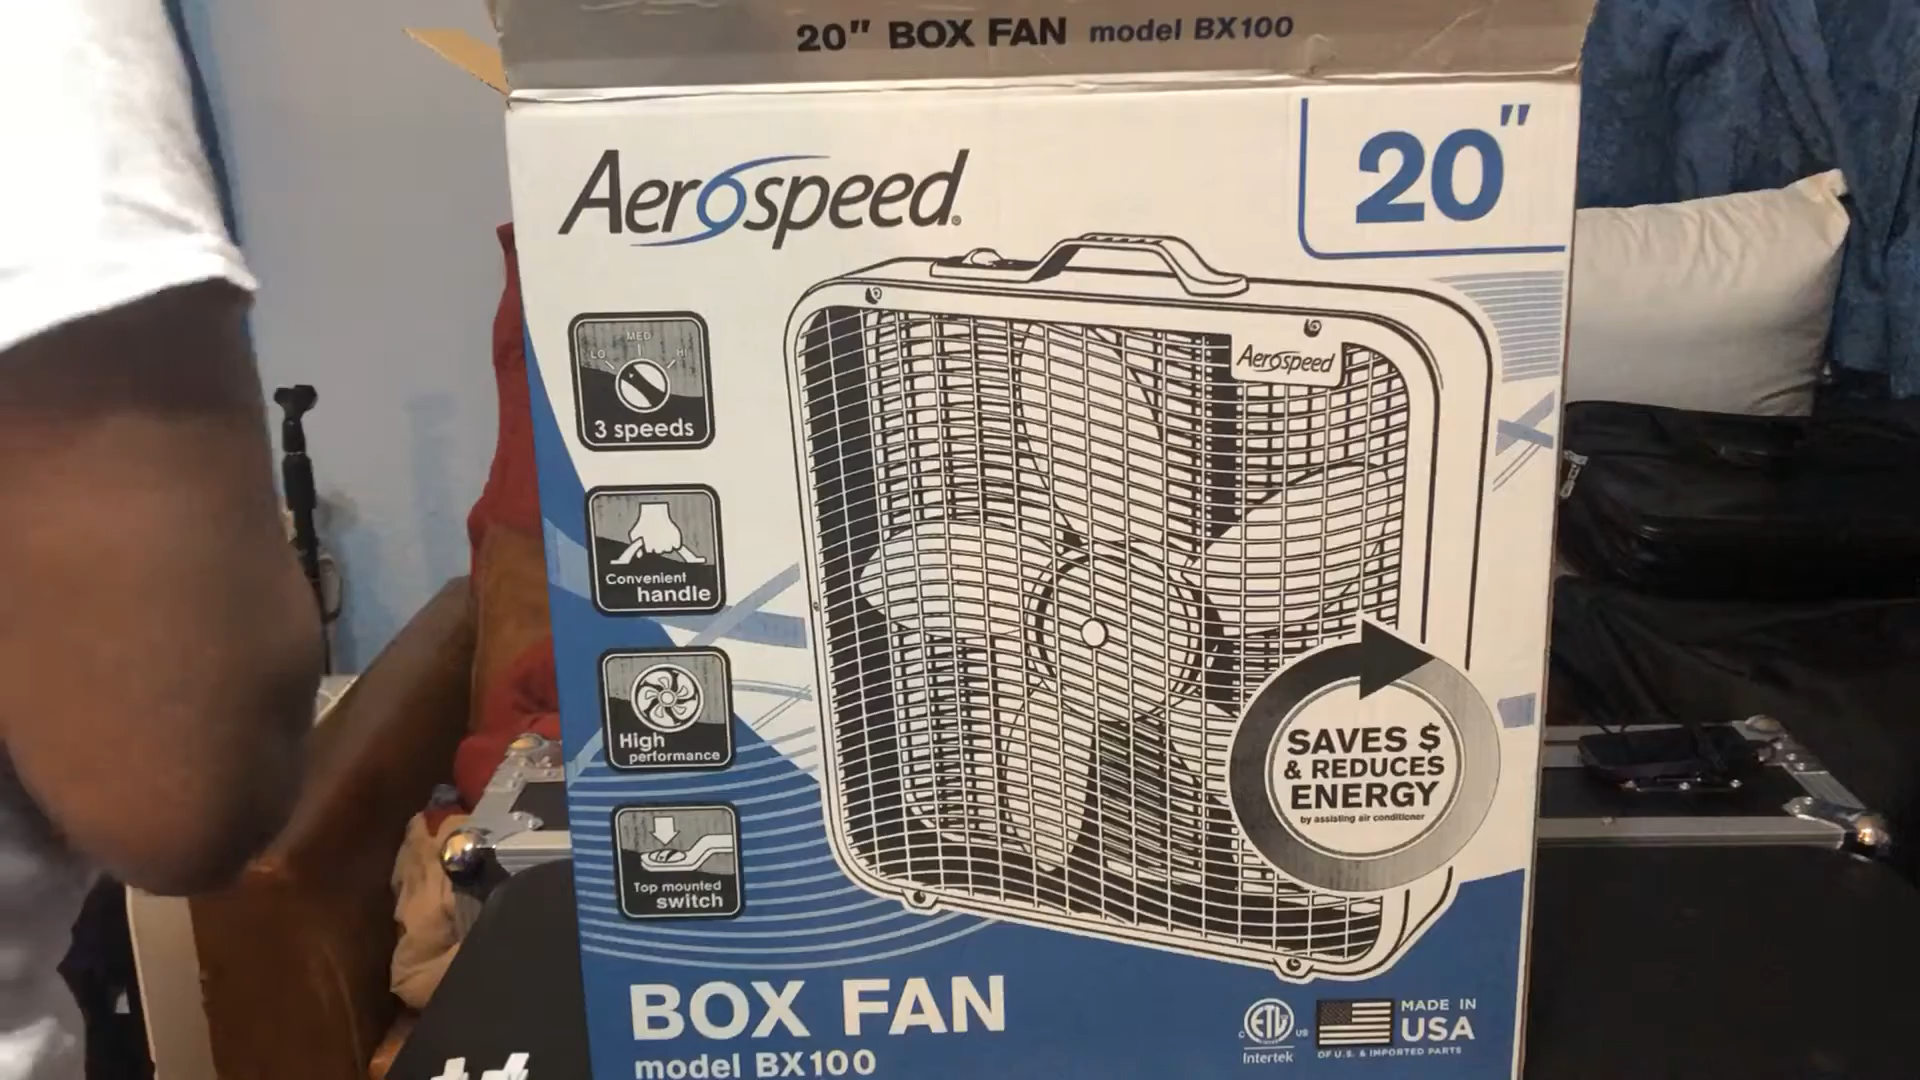 20" BOX FAN model BX100
Aerospeed®
20"
Aerospeed
LO MED HI
3 speeds
Convenient
handle
High
performance
Top mounted
switch
SAVES $
& REDUCES
ENERGY
by assisting air conditioner
BOX FAN
model BX100
C ETL US
Intertek
MADE IN
USA
OF U.S. & IMPORTED PARTS